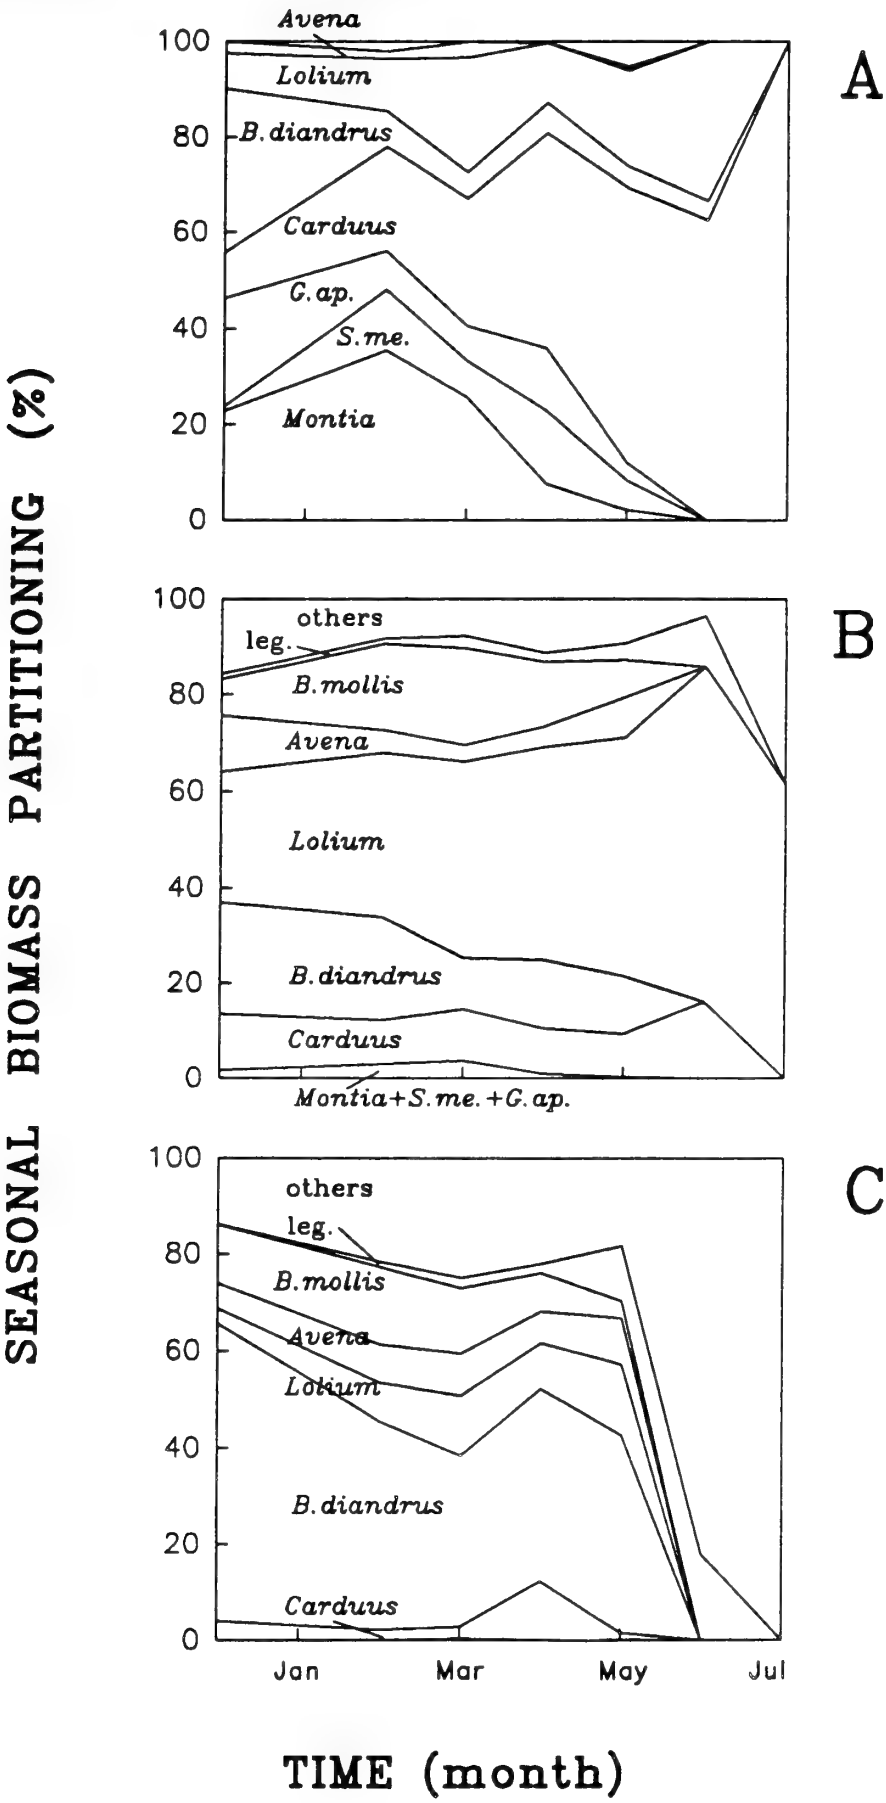 SEASONAL BIOMASS PARTITIONING (%)
A
100
80
60
40
20
0
Avena
Lolium
B.diandrus
Carduus
G.ap.
S.me.
Montia
B
100
80
60
40
20
0
others
leg.
B.mollis
Avena
Lolium
B.diandrus
Carduus
Montia+S.me.+G.ap.
C
100
80
60
40
20
0
others
leg.
B.mollis
Avena
Lolium
B.diandrus
Carduus
Jan Mar May Jul
TIME (month)